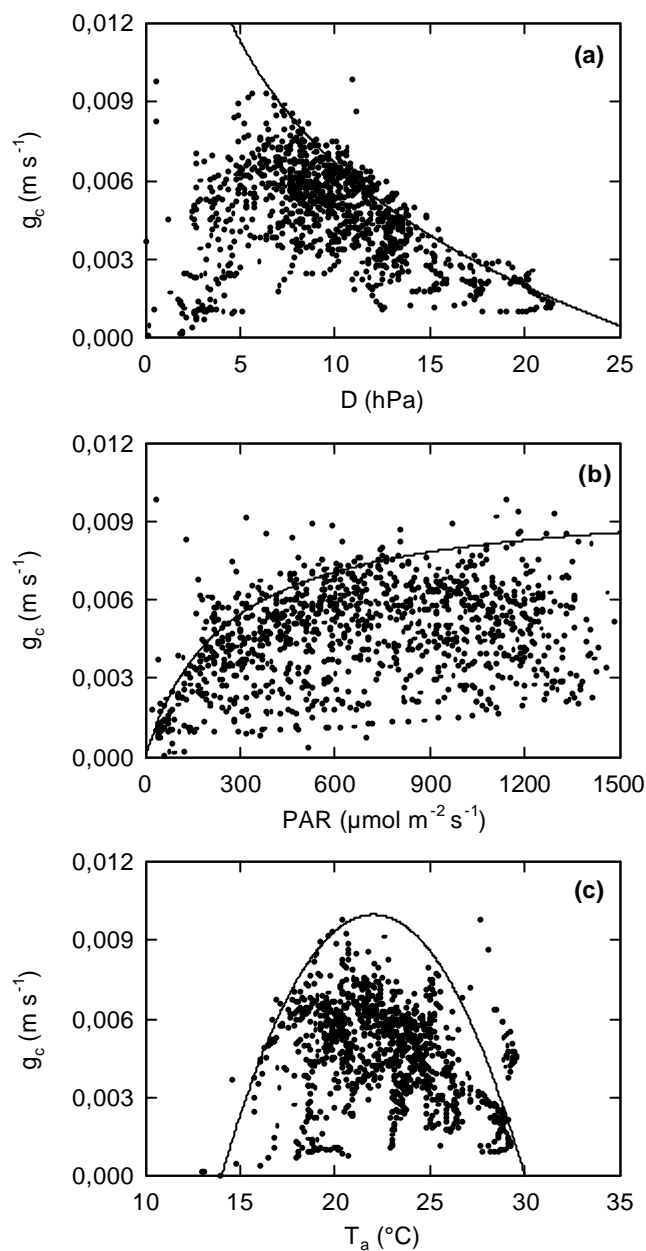 0,012
(a)
0,009
g_c (m s⁻¹)
0,006
0,003
0,000
0 5 10 15 20 25
D (hPa)
0,012
(b)
0,009
g_c (m s⁻¹)
0,006
0,003
0,000
0 300 600 900 1200 1500
PAR (µmol m⁻² s⁻¹)
0,012
(c)
0,009
g_c (m s⁻¹)
0,006
0,003
0,000
10 15 20 25 30 35
T_a (°C)